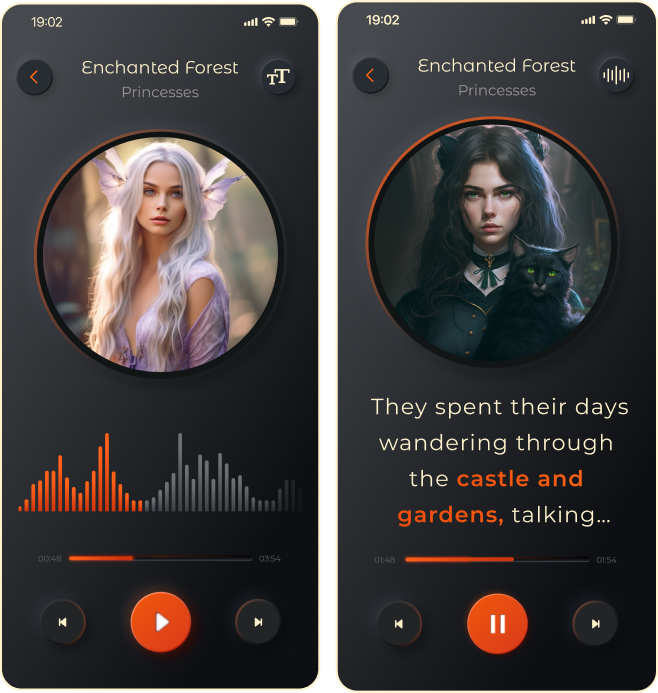 19:02
Enchanted Forest
Princesses
TT
00:48
03:54
19:02
Enchanted Forest
Princesses
They spent their days
wandering through
the castle and
gardens, talking...
01:48
01:54